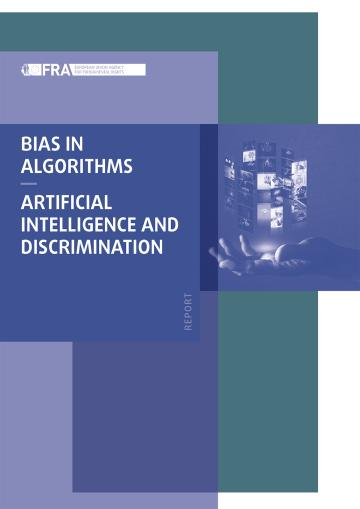 FRA
EUROPEAN UNION AGENCY
FOR FUNDAMENTAL RIGHTS
BIAS IN
ALGORITHMS
—
ARTIFICIAL
INTELLIGENCE AND
DISCRIMINATION
REPORT